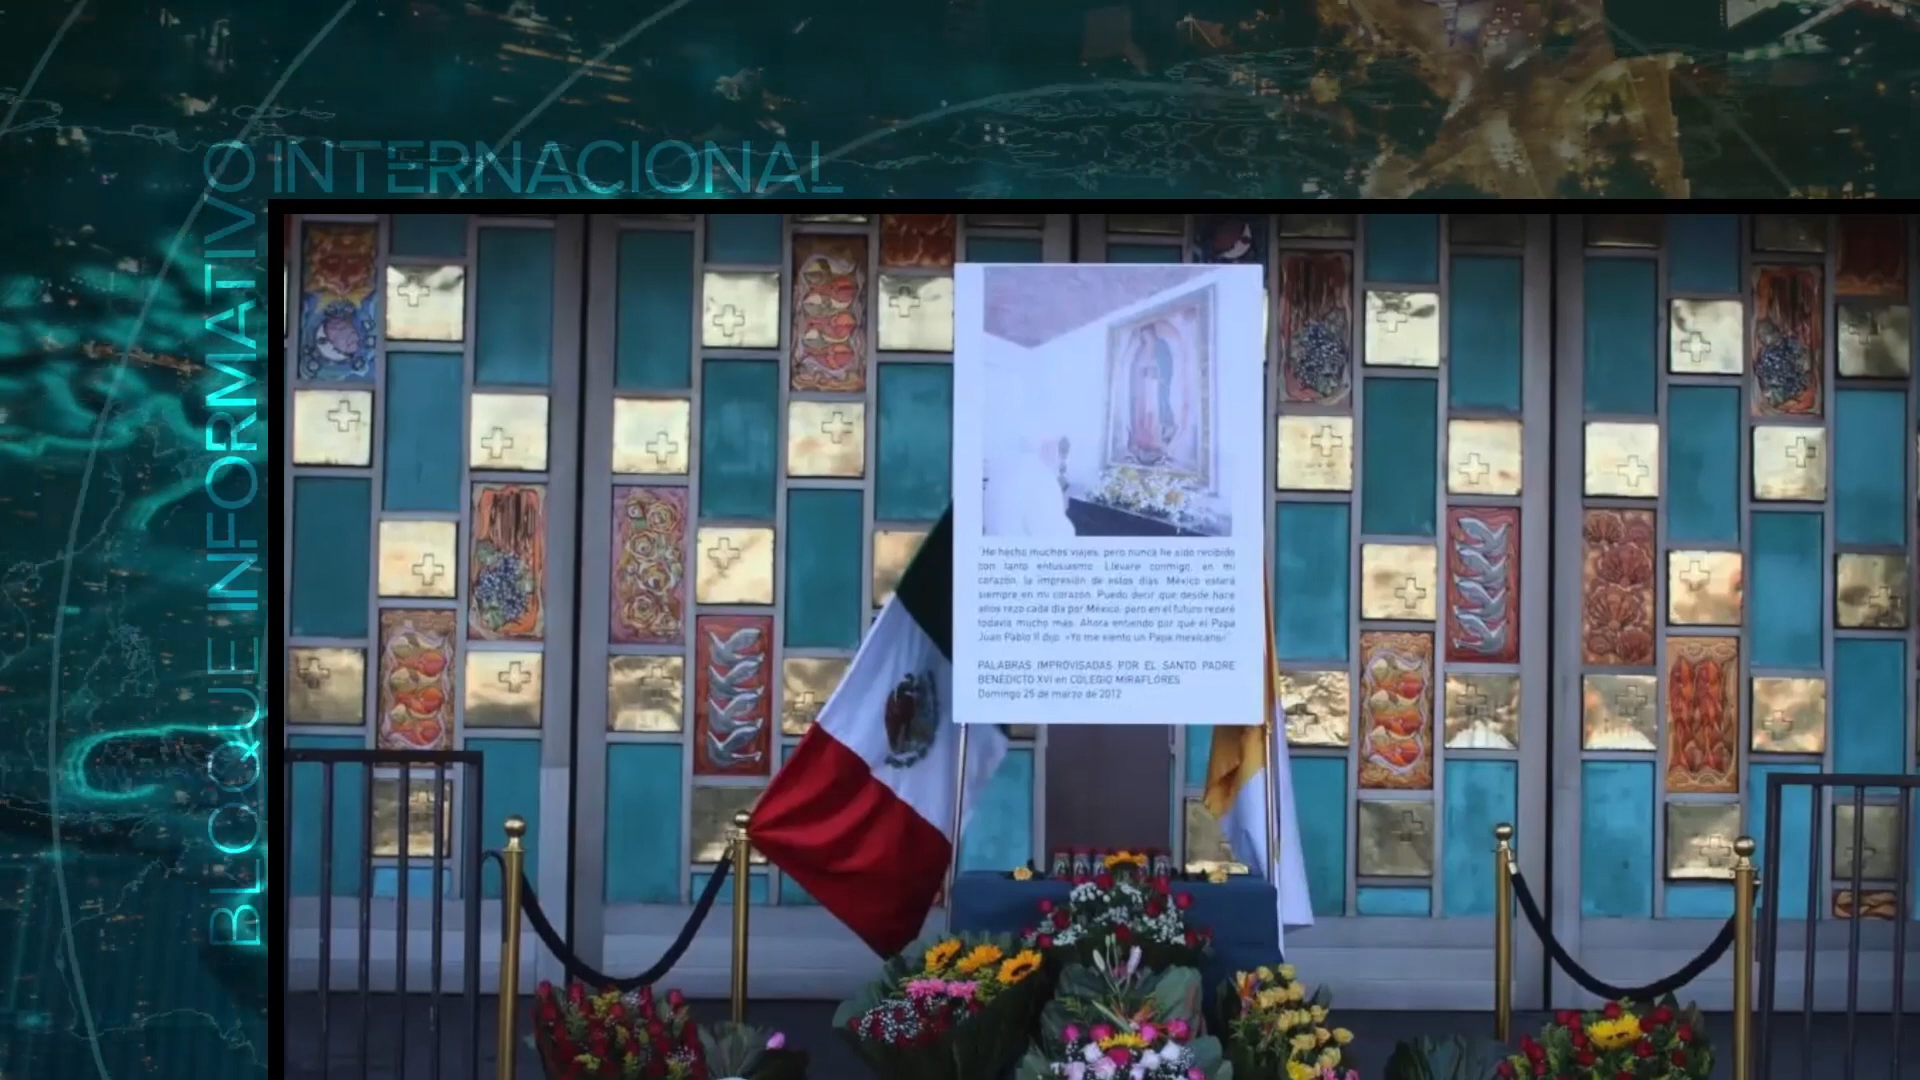 BLOQUE INFORMATIVO INTERNACIONAL
"He hecho muchos viajes, pero nunca he sido recibido
con tanto entusiasmo. Llevaré conmigo, en mi
corazón, la impresión de estos días. México estará
siempre en mi corazón. Puedo decir que desde hace
años rezo cada día por México, pero en el futuro rezaré
todavía mucho más. Ahora entiendo por qué el Papa
Juan Pablo II dijo: «Yo me siento un Papa mexicano»"
PALABRAS IMPROVISADAS POR EL SANTO PADRE
BENEDICTO XVI en COLEGIO MIRAFLORES
Domingo 25 de marzo de 2012